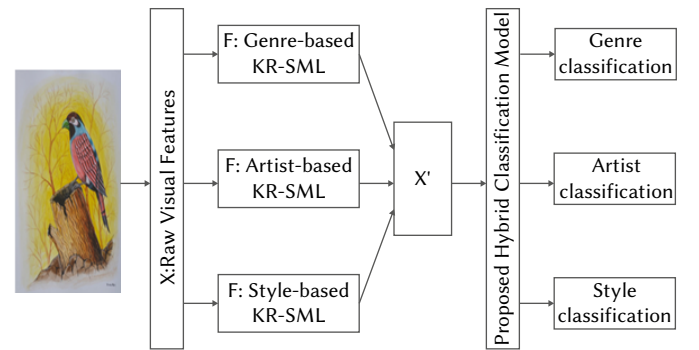 X:Raw Visual Features
F: Genre-based
KR-SML
F: Artist-based
KR-SML
F: Style-based
KR-SML
X'
Proposed Hybrid Classification Model
Genre
classification
Artist
classification
Style
classification